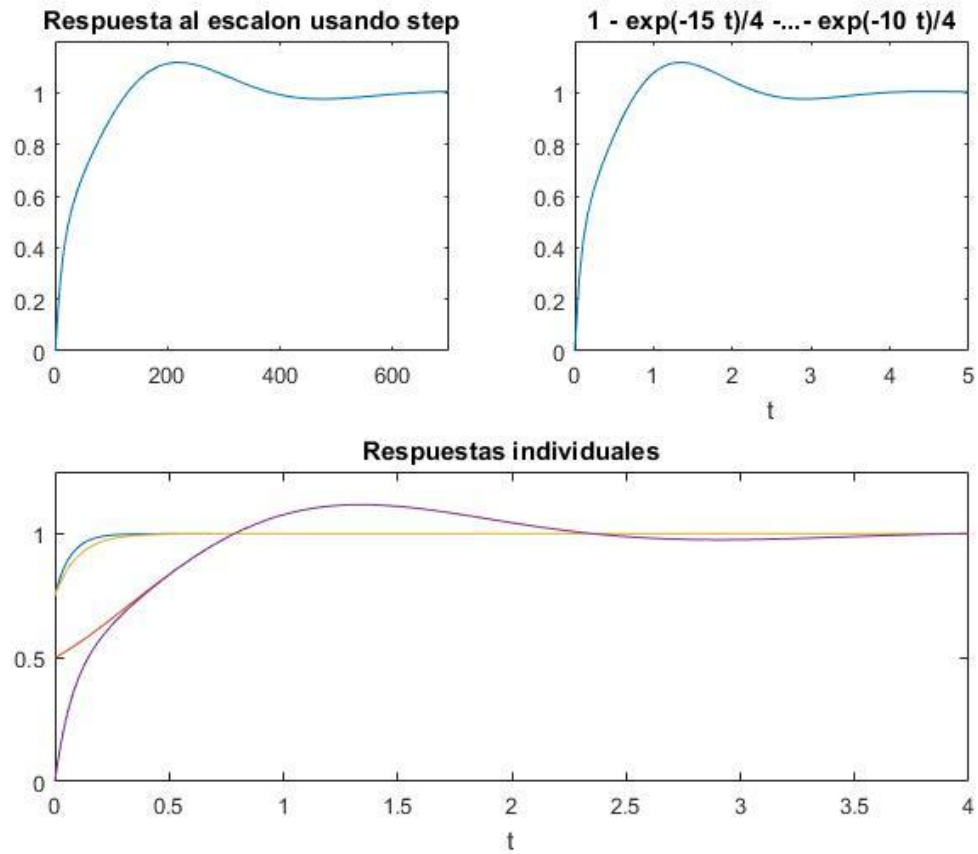 Respuesta al escalon usando step
1
0.8
0.6
0.4
0.2
0
0 200 400 600
1 - exp(-15 t)/4 -...- exp(-10 t)/4
1
0.8
0.6
0.4
0.2
0
0 1 2 3 4 5
t
Respuestas individuales
1
0.5
0
0 0.5 1 1.5 2 2.5 3 3.5 4
t